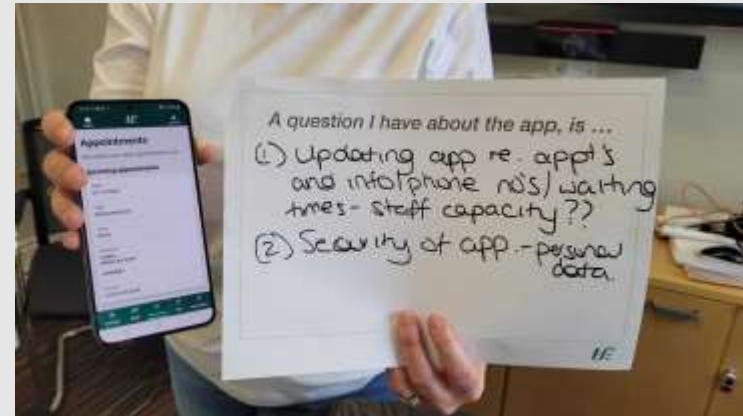 Appointments
A question I have about the app, is ...
(1) Updating app re. appt's
and info/phone no's/ waiting
times - staff capacity ??
(2) Security of app. - personal
data.